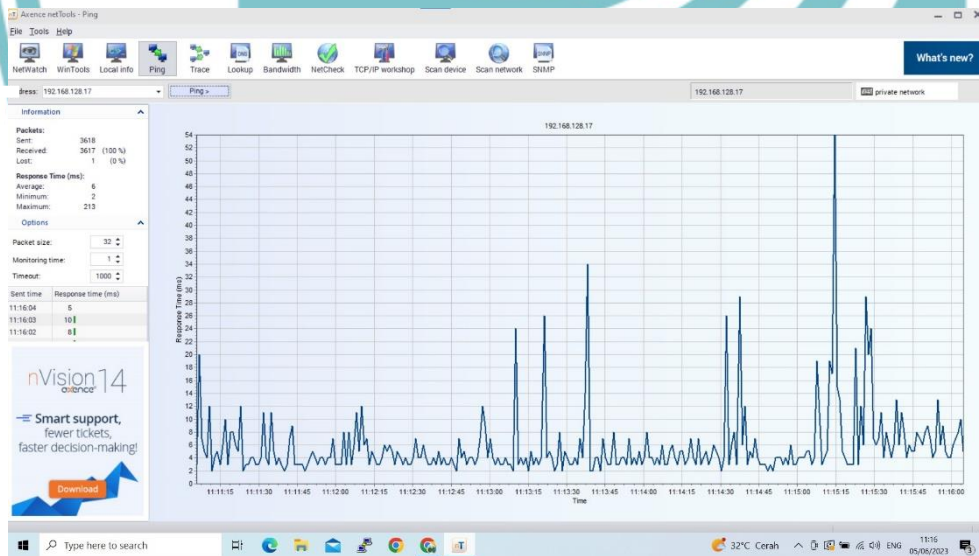 Axence netTools - Ping
File Tools Help
NetWatch WinTools Local info Ping Trace Lookup Bandwidth NetCheck TCP/IP workshop Scan device Scan network SNMP
What's new?
dress: 192.168.128.17 Ping > 192.168.128.17 private network
Information
Packets:
Sent: 3618
Received: 3617 (100 %)
Lost: 1 (0 %)
Response Time (ms):
Average: 6
Minimum: 2
Maximum: 213
Options
Packet size: 32
Monitoring time: 1
Timeout: 1000
Sent time Response time (ms)
11:16:04 5
11:16:03 10
11:16:02 8
nVision 14
axence
Smart support,
fewer tickets,
faster decision-making!
Download
192.168.128.17
54
52
50
48
46
44
42
40
38
36
34
32
30
28
26
24
22
20
18
16
14
12
10
8
6
4
2
0
Response Time (ms)
11:11:15 11:11:30 11:11:45 11:12:00 11:12:15 11:12:30 11:12:45 11:13:00 11:13:15 11:13:30 11:13:45 11:14:00 11:14:15 11:14:30 11:14:45 11:15:00 11:15:15 11:15:30 11:15:45 11:16:00
Time
Type here to search
32°C Cerah ENG 11:16
05/06/2023